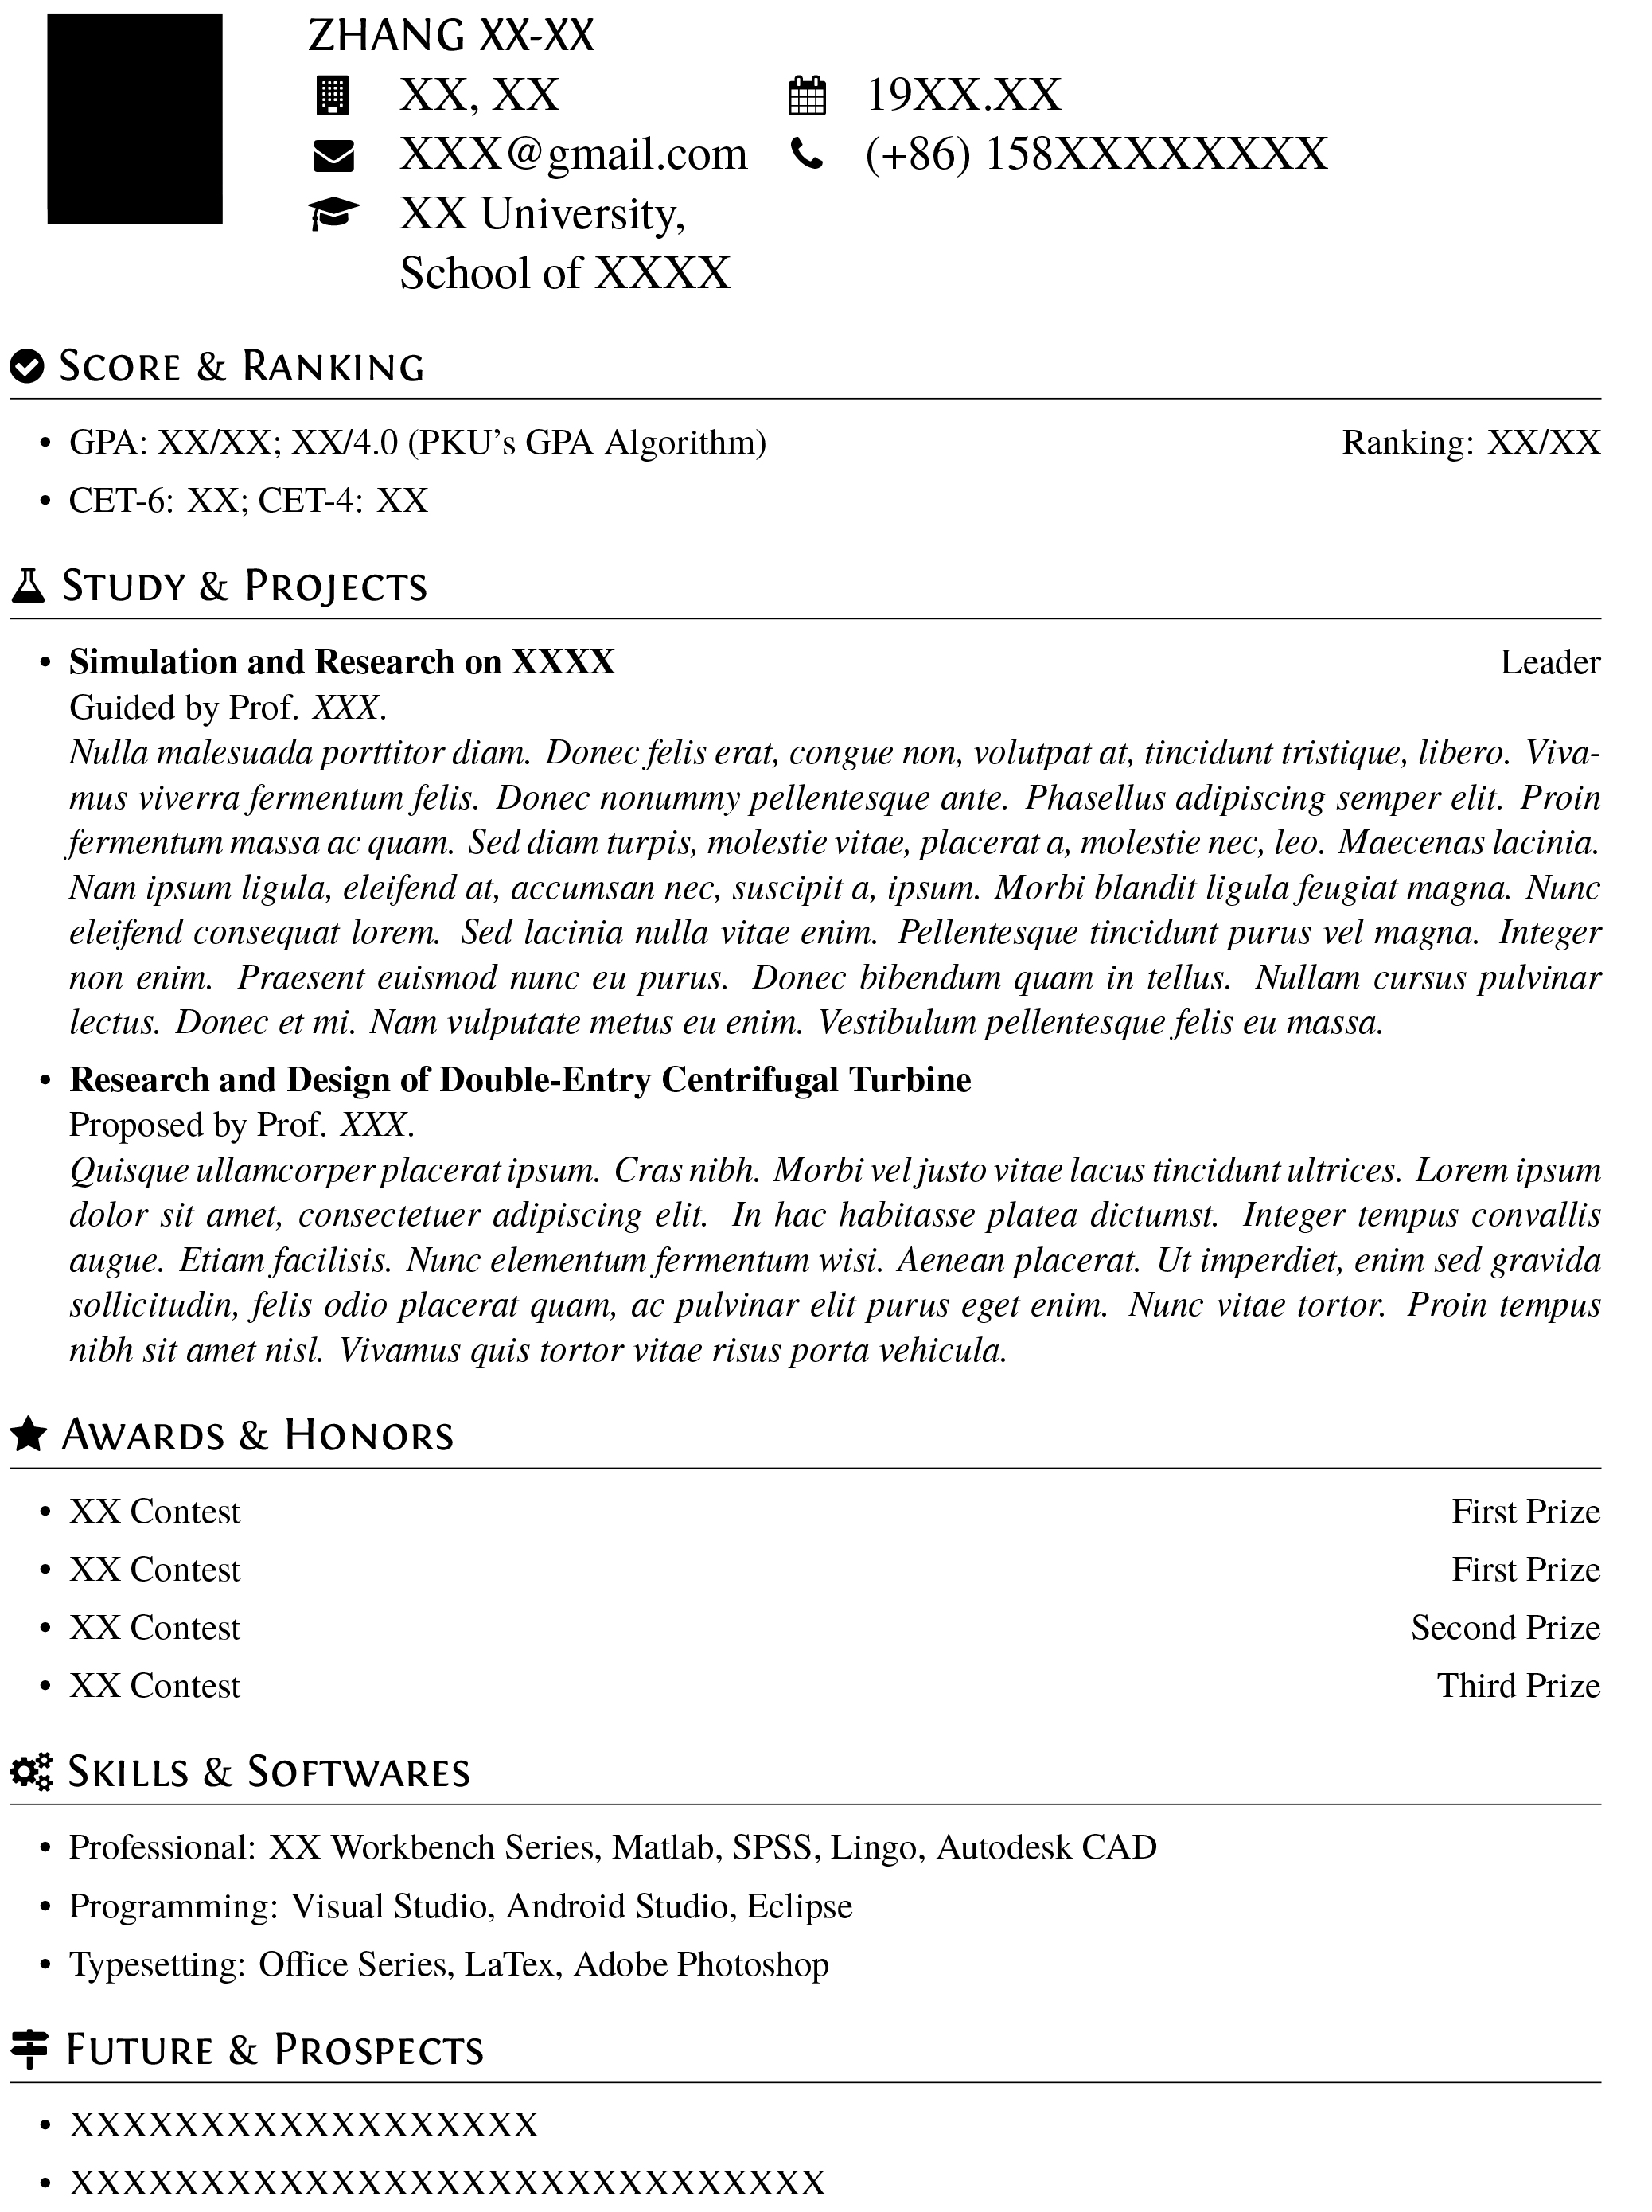 ZHANG XX-XX
XX, XX 19XX.XX
XXX@gmail.com (+86) 158XXXXXXXX
XX University,
School of XXXX
SCORE & RANKING
• GPA: XX/XX; XX/4.0 (PKU's GPA Algorithm) Ranking: XX/XX
• CET-6: XX; CET-4: XX
STUDY & PROJECTS
• Simulation and Research on XXXX Leader
Guided by Prof. XXX.
Nulla malesuada porttitor diam. Donec felis erat, congue non, volutpat at, tincidunt tristique, libero. Viva-
mus viverra fermentum felis. Donec nonummy pellentesque ante. Phasellus adipiscing semper elit. Proin
fermentum massa ac quam. Sed diam turpis, molestie vitae, placerat a, molestie nec, leo. Maecenas lacinia.
Nam ipsum ligula, eleifend at, accumsan nec, suscipit a, ipsum. Morbi blandit ligula feugiat magna. Nunc
eleifend consequat lorem. Sed lacinia nulla vitae enim. Pellentesque tincidunt purus vel magna. Integer
non enim. Praesent euismod nunc eu purus. Donec bibendum quam in tellus. Nullam cursus pulvinar
lectus. Donec et mi. Nam vulputate metus eu enim. Vestibulum pellentesque felis eu massa.
• Research and Design of Double-Entry Centrifugal Turbine
Proposed by Prof. XXX.
Quisque ullamcorper placerat ipsum. Cras nibh. Morbi vel justo vitae lacus tincidunt ultrices. Lorem ipsum
dolor sit amet, consectetuer adipiscing elit. In hac habitasse platea dictumst. Integer tempus convallis
augue. Etiam facilisis. Nunc elementum fermentum wisi. Aenean placerat. Ut imperdiet, enim sed gravida
sollicitudin, felis odio placerat quam, ac pulvinar elit purus eget enim. Nunc vitae tortor. Proin tempus
nibh sit amet nisl. Vivamus quis tortor vitae risus porta vehicula.
AWARDS & HONORS
• XX Contest First Prize
• XX Contest First Prize
• XX Contest Second Prize
• XX Contest Third Prize
SKILLS & SOFTWARES
• Professional: XX Workbench Series, Matlab, SPSS, Lingo, Autodesk CAD
• Programming: Visual Studio, Android Studio, Eclipse
• Typesetting: Office Series, LaTex, Adobe Photoshop
FUTURE & PROSPECTS
• XXXXXXXXXXXXXXXXXX
• XXXXXXXXXXXXXXXXXXXXXXXXXXXXX